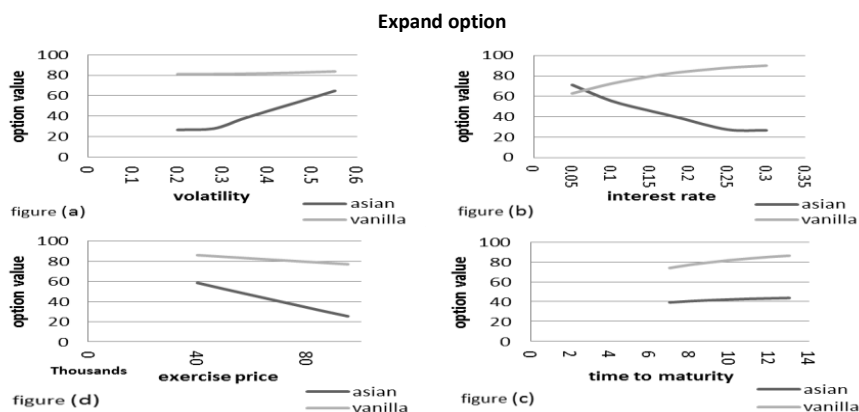 Expand option
option value
100
80
60
40
20
0
0
0.1
0.2
0.3
0.4
0.5
0.6
volatility
figure (a)
asian
vanilla
option value
100
80
60
40
20
0
0
0.05
0.1
0.15
0.2
0.25
0.3
0.35
interest rate
figure (b)
asian
vanilla
option value
100
80
60
40
20
0
0
40
80
Thousands
exercise price
figure (d)
asian
vanilla
option value
100
80
60
40
20
0
0
2
4
6
8
10
12
14
time to maturity
figure (c)
asian
vanilla